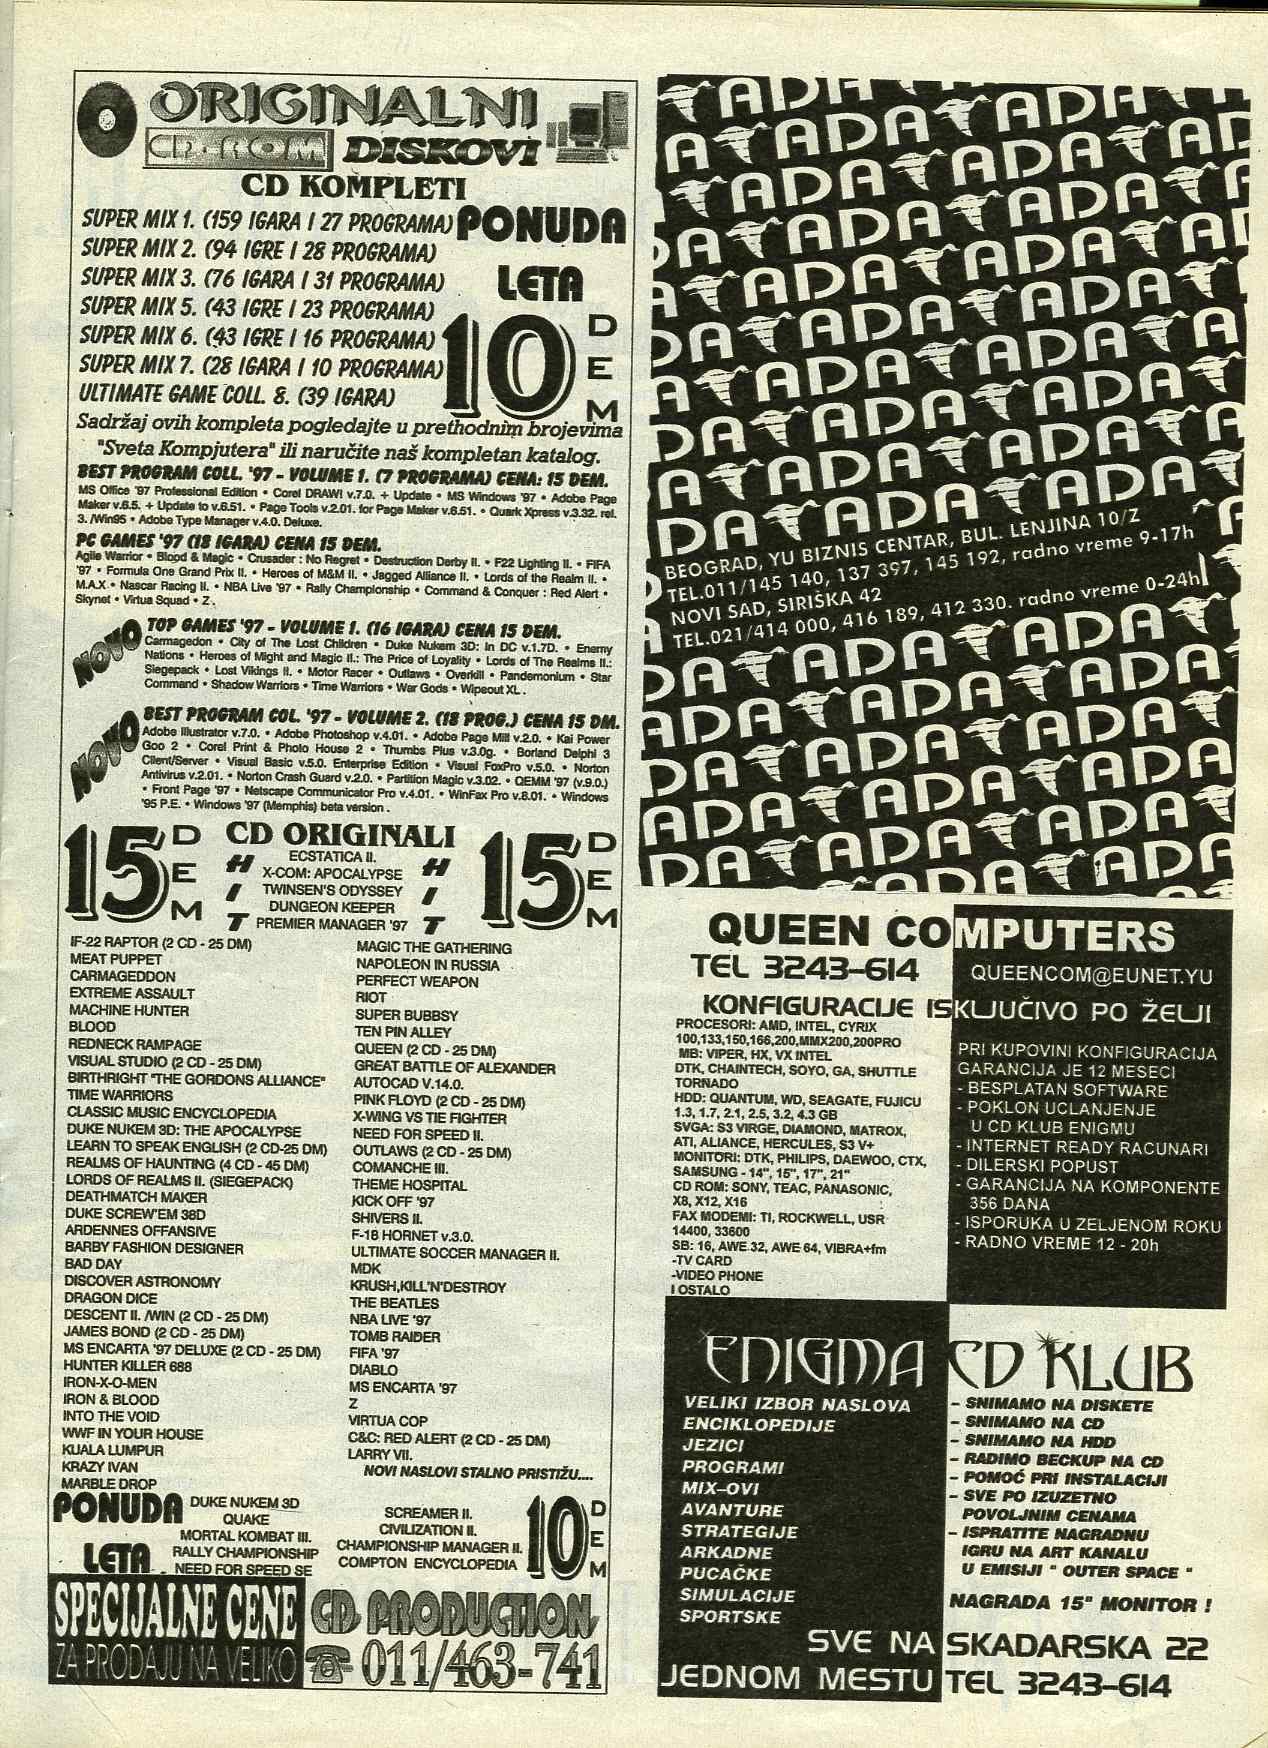 ORIGINALNI
CD-ROM DISKOVI
CD KOMPLETI
SUPER MIX 1. (159 IGARA I 27 PROGRAMA)
SUPER MIX 2. (94 IGRE I 28 PROGRAMA)
SUPER MIX 3. (76 IGARA I 31 PROGRAMA)
SUPER MIX 5. (43 IGRE I 23 PROGRAMA)
SUPER MIX 6. (43 IGRE I 16 PROGRAMA)
SUPER MIX 7. (28 IGARA I 10 PROGRAMA)
ULTIMATE GAME COLL. 8. (39 IGARA)
PONUDA
LETA
10 DEM
Sadržaj ovih kompleta pogledajte u prethodnim brojevima
"Sveta Kompjutera" ili naručite naš kompletan katalog.
BEST PROGRAM COLL. '97 - VOLUME 1. (7 PROGRAMA) CENA: 15 DEM.
MS Office '97 Professional Edition • Corel DRAW! v.7.0. + Update • MS Windows '97 • Adobe Page
Maker v.6.5. + Update to v.6.51. • Page Tools v.2.01. for Page Maker v.6.51. • Quark Xpress v.3.32. rel.
3. /Win95 • Adobe Type Manager v.4.0. Deluxe.
PC GAMES '97 (18 IGARA) CENA 15 DEM.
Agile Warrior • Blood & Magic • Crusader : No Regret • Destruction Derby II. • F22 Lighting II. • FIFA
'97 • Formula One Grand Prix II. • Heroes of M&M II. • Jagged Alliance II. • Lords of the Realm II. •
M.A.X. • Nascar Racing II. • NBA Live '97 • Rally Championship • Command & Conquer : Red Alert •
Skynet • Virtua Squad • Z .
NOVO
TOP GAMES '97 - VOLUME 1. (16 IGARA) CENA 15 DEM.
Carmagedon • City of The Lost Children • Duke Nukem 3D: In DC v.1.7D. • Enemy
Nations • Heroes of Might and Magic II.: The Price of Loyality • Lords of The Realms II.:
Siegepack • Lost Vikings II. • Motor Racer • Outlaws • Overkill • Pandemonium • Star
Command • Shadow Warriors • Time Warriors • War Gods • Wipeout XL .
NOVO
BEST PROGRAM COL. '97 - VOLUME 2. (18 PROG.) CENA 15 DM.
Adobe Illustrator v.7.0. • Adobe Photoshop v.4.01. • Adobe Page Mill v.2.0. • Kai Power
Goo 2 • Corel Print & Photo House 2 • Thumbs Plus v.3.0g. • Borland Delphi 3
Client/Server • Visual Basic v.5.0. Enterprise Edition • Visual FoxPro v.5.0. • Norton
Antivirus v.2.01. • Norton Crash Guard v.2.0. • Partition Magic v.3.02. • QEMM '97 (v.9.0.)
• Front Page '97 • Netscape Communicator Pro v.4.01. • WinFax Pro v.8.01. • Windows
'95 P.E. • Windows '97 (Memphis) beta version .
15 DEM
CD ORIGINALI
15 DEM
HIT
HIT
ECSTATICA II.
X-COM: APOCALYPSE
TWINSEN'S ODYSSEY
DUNGEON KEEPER
PREMIER MANAGER '97
IF-22 RAPTOR (2 CD - 25 DM)
MEAT PUPPET
CARMAGEDDON
EXTREME ASSAULT
MACHINE HUNTER
BLOOD
REDNECK RAMPAGE
VISUAL STUDIO (2 CD - 25 DM)
BIRTHRIGHT "THE GORDONS ALLIANCE"
TIME WARRIORS
CLASSIC MUSIC ENCYCLOPEDIA
DUKE NUKEM 3D: THE APOCALYPSE
LEARN TO SPEAK ENGLISH (2 CD-25 DM)
REALMS OF HAUNTING (4 CD - 45 DM)
LORDS OF REALMS II. (SIEGEPACK)
DEATHMATCH MAKER
DUKE SCREW'EM 38D
ARDENNES OFFANSIVE
BARBY FASHION DESIGNER
BAD DAY
DISCOVER ASTRONOMY
DRAGON DICE
DESCENT II. /WIN (2 CD - 25 DM)
JAMES BOND (2 CD - 25 DM)
MS ENCARTA '97 DELUXE (2 CD - 25 DM)
HUNTER KILLER 688
IRON-X-O-MEN
IRON & BLOOD
INTO THE VOID
WWF IN YOUR HOUSE
KUALA LUMPUR
KRAZY IVAN
MARBLE DROP
MAGIC THE GATHERING
NAPOLEON IN RUSSIA
PERFECT WEAPON
RIOT
SUPER BUBBSY
TEN PIN ALLEY
QUEEN (2 CD - 25 DM)
GREAT BATTLE OF ALEXANDER
AUTOCAD V.14.0.
PINK FLOYD (2 CD - 25 DM)
X-WING VS TIE FIGHTER
NEED FOR SPEED II.
OUTLAWS (2 CD - 25 DM)
COMANCHE III.
THEME HOSPITAL
KICK OFF '97
SHIVERS II.
F-18 HORNET v.3.0.
ULTIMATE SOCCER MANAGER II.
MDK
KRUSH,KILL'N'DESTROY
THE BEATLES
NBA LIVE '97
TOMB RAIDER
FIFA '97
DIABLO
MS ENCARTA '97
Z
VIRTUA COP
C&C: RED ALERT (2 CD - 25 DM)
LARRY VII.
NOVI NASLOVI STALNO PRISTIŽU....
PONUDA
LETA
DUKE NUKEM 3D
QUAKE
MORTAL KOMBAT III.
RALLY CHAMPIONSHIP
NEED FOR SPEED SE
SCREAMER II.
CIVILIZATION II.
CHAMPIONSHIP MANAGER II.
COMPTON ENCYCLOPEDIA
10 DEM
SPECIJALNE CENE
ZA PRODAJU NA VELIKO
CD PRODUCTION
☎ 011/463-741
ADA ADA ADA
BEOGRAD, YU BIZNIS CENTAR, BUL. LENJINA 10/Z
TEL.011/145 140, 137 397, 145 192, radno vreme 9-17h
NOVI SAD, SIRIŠKA 42
TEL.021/414 000, 416 189, 412 330. radno vreme 0-24h
ADA ADA ADA
QUEEN COMPUTERS
TEL 3243-614
QUEENCOM@EUNET.YU
KONFIGURACIJE ISKLJUČIVO PO ŽELJI
PROCESORI: AMD, INTEL, CYRIX
100,133,150,166,200,MMX200,200PRO
MB: VIPER, HX, VX INTEL
DTK, CHAINTECH, SOYO, GA, SHUTTLE
TORNADO
HDD: QUANTUM, WD, SEAGATE, FUJICU
1.3, 1.7, 2.1, 2.5, 3.2, 4.3 GB
SVGA: S3 VIRGE, DIAMOND, MATROX,
ATI, ALIANCE, HERCULES, S3 V+
MONITORI: DTK, PHILIPS, DAEWOO, CTX,
SAMSUNG - 14", 15", 17", 21"
CD ROM: SONY, TEAC, PANASONIC,
X8, X12, X16
FAX MODEMI: TI, ROCKWELL, USR
14400, 33600
SB: 16, AWE 32, AWE 64, VIBRA+fm
-TV CARD
-VIDEO PHONE
I OSTALO
PRI KUPOVINI KONFIGURACIJA
GARANCIJA JE 12 MESECI
- BESPLATAN SOFTWARE
- POKLON UCLANJENJE
U CD KLUB ENIGMU
- INTERNET READY RACUNARI
- DILERSKI POPUST
- GARANCIJA NA KOMPONENTE
356 DANA
- ISPORUKA U ZELJENOM ROKU
- RADNO VREME 12 - 20h
ENIGMA CD KLUB
VELIKI IZBOR NASLOVA
ENCIKLOPEDIJE
JEZICI
PROGRAMI
MIX-OVI
AVANTURE
STRATEGIJE
ARKADNE
PUCAČKE
SIMULACIJE
SPORTSKE
- SNIMAMO NA DISKETE
- SNIMAMO NA CD
- SNIMAMO NA HDD
- RADIMO BECKUP NA CD
- POMOĆ PRI INSTALACIJI
- SVE PO IZUZETNO
POVOLJNIM CENAMA
- ISPRATITE NAGRADNU
IGRU NA ART KANALU
U EMISIJI " OUTER SPACE "
NAGRADA 15" MONITOR !
SVE NA
JEDNOM MESTU
SKADARSKA 22
TEL 3243-614